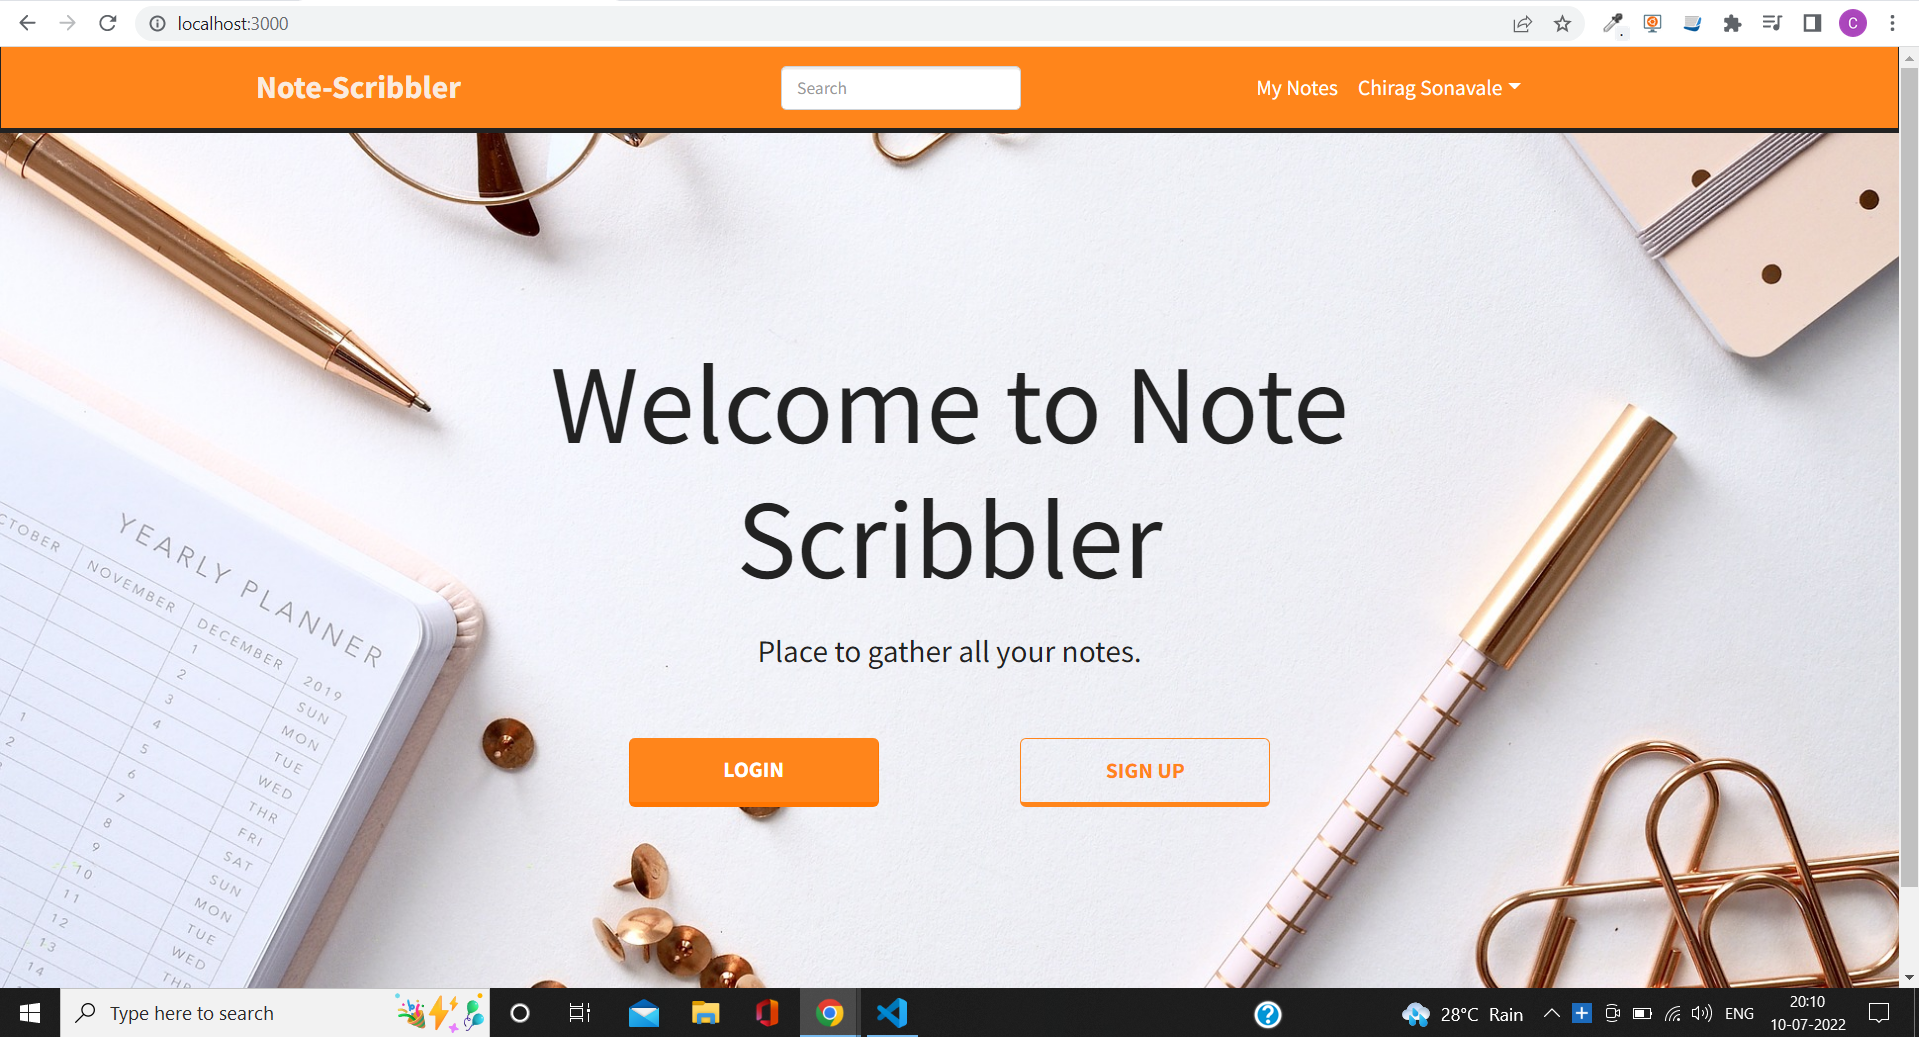 localhost:3000
C
Note-Scribbler
Search
My Notes
Chirag Sonavale
Welcome to Note
Scribbler
Place to gather all your notes.
LOGIN
SIGN UP
YEARLY PLANNER
NOVEMBER
DECEMBER
2019
1
2
3
4
5
6
7
8
9
10
11
12
13
14
1
2
SUN
MON
TUE
WED
THR
FRI
SAT
SUN
MON
TUE
WED
Type here to search
28°C Rain
ENG
20:10
10-07-2022